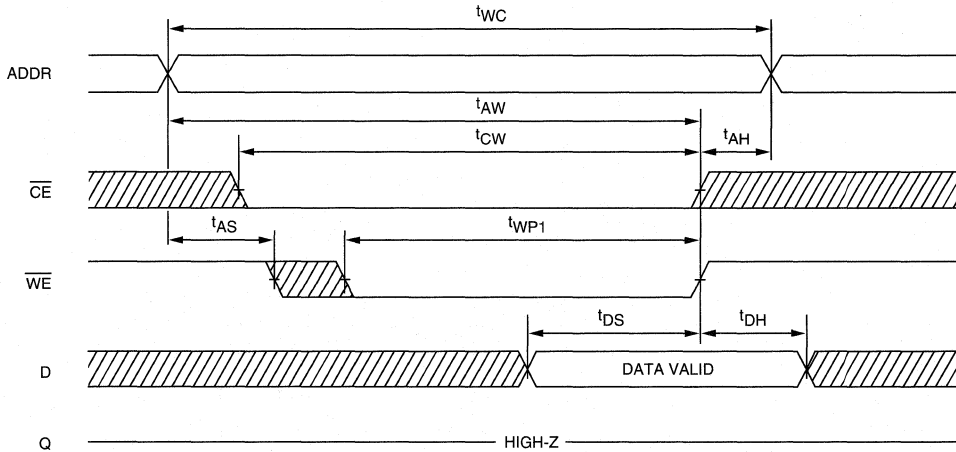 tWC
ADDR
tAW
tCW
tAH
CE
tAS
tWP1
WE
tDS
tDH
D
DATA VALID
Q
HIGH-Z